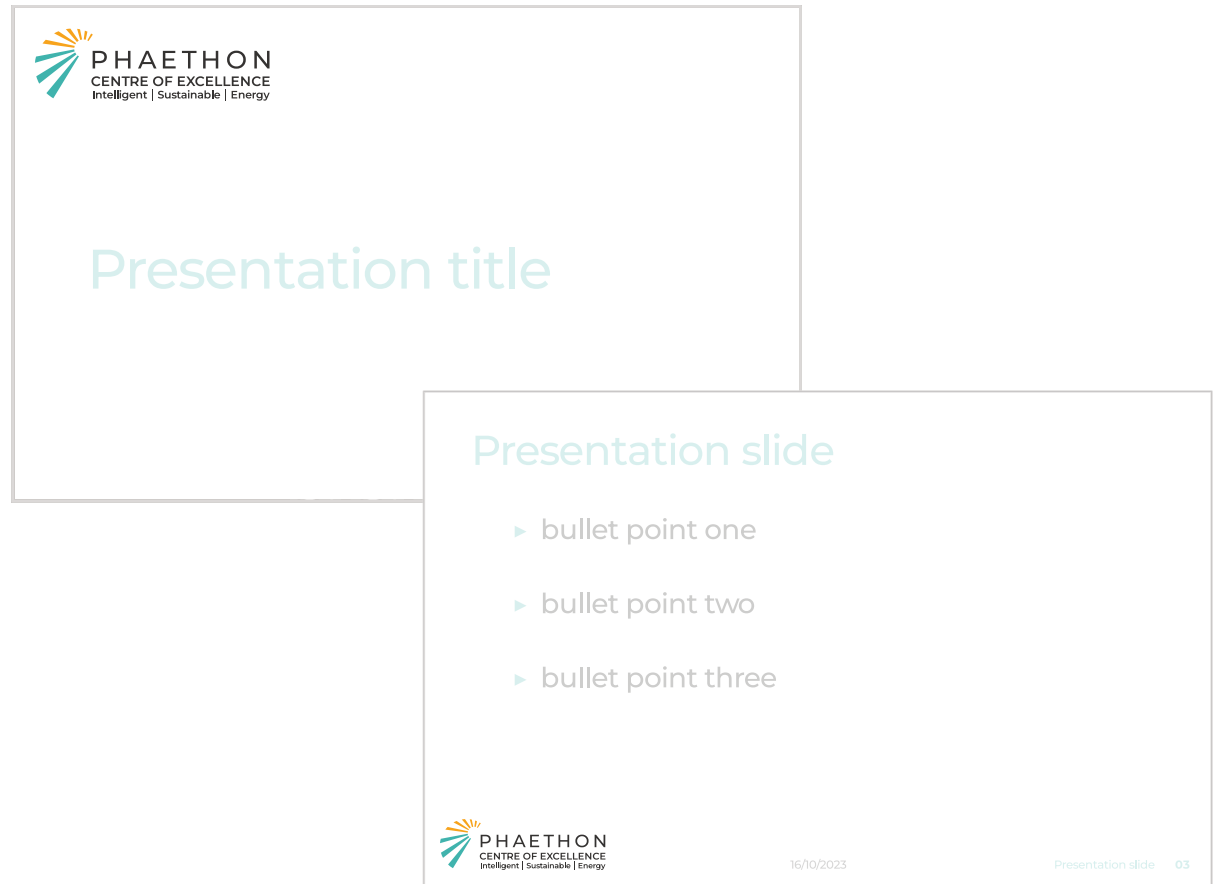 PHAETHON
CENTRE OF EXCELLENCE
Intelligent | Sustainable | Energy
Presentation title
Presentation slide
► bullet point one
► bullet point two
► bullet point three
PHAETHON
CENTRE OF EXCELLENCE
Intelligent | Sustainable | Energy
16/10/2023
Presentation slide 03